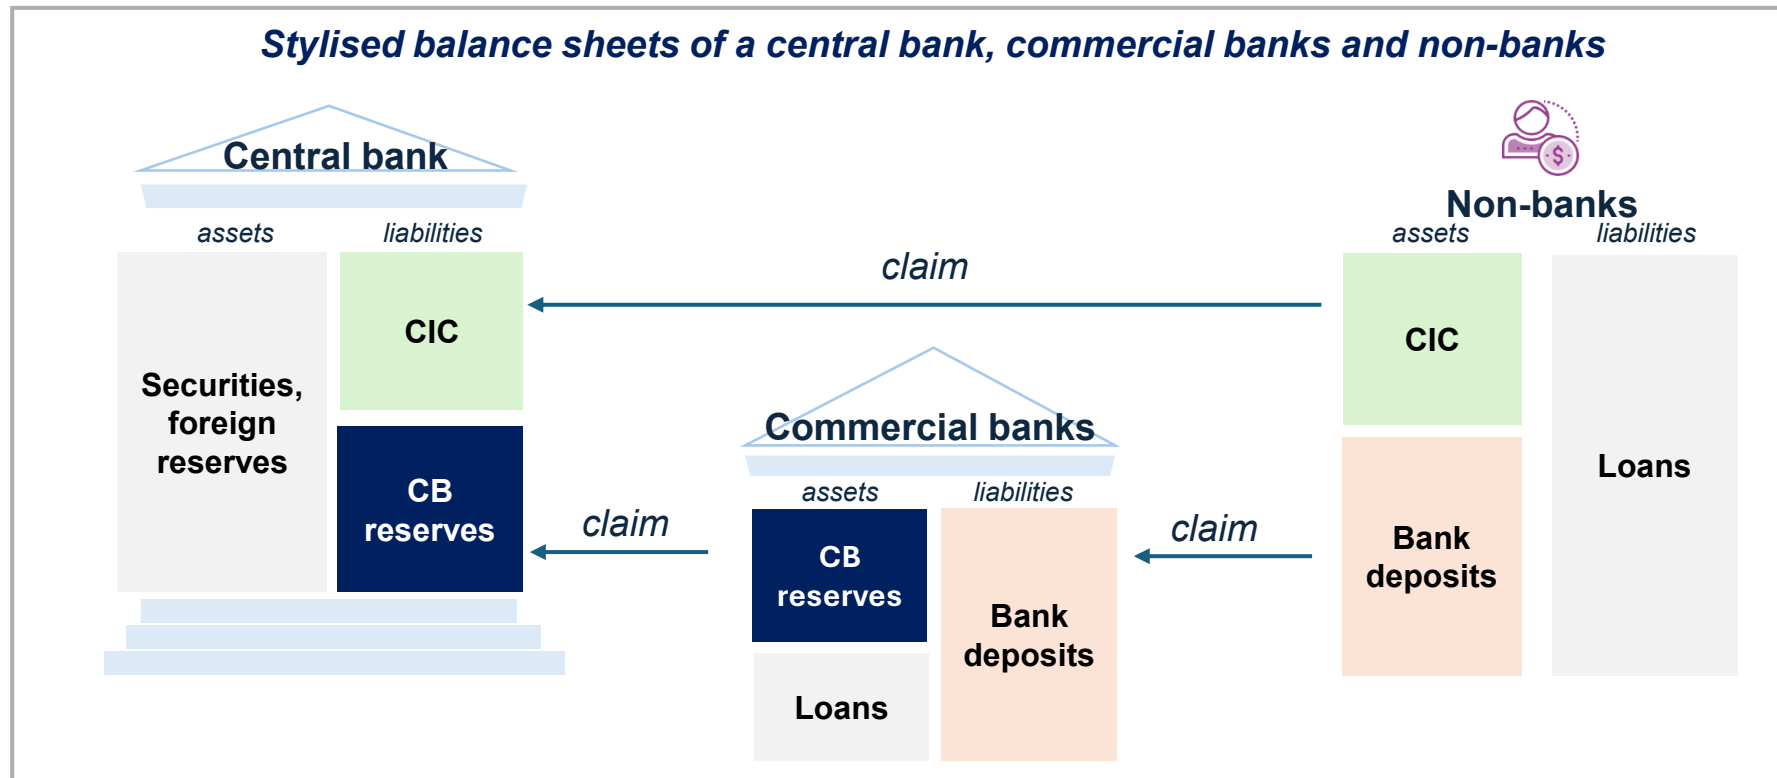 Stylised balance sheets of a central bank, commercial banks and non-banks
Central bank
assets
liabilities
Securities,
foreign
reserves
CIC
CB
reserves
claim
claim
Commercial banks
assets
liabilities
CB
reserves
Loans
Bank
deposits
claim
$
Non-banks
assets
liabilities
CIC
Bank
deposits
Loans